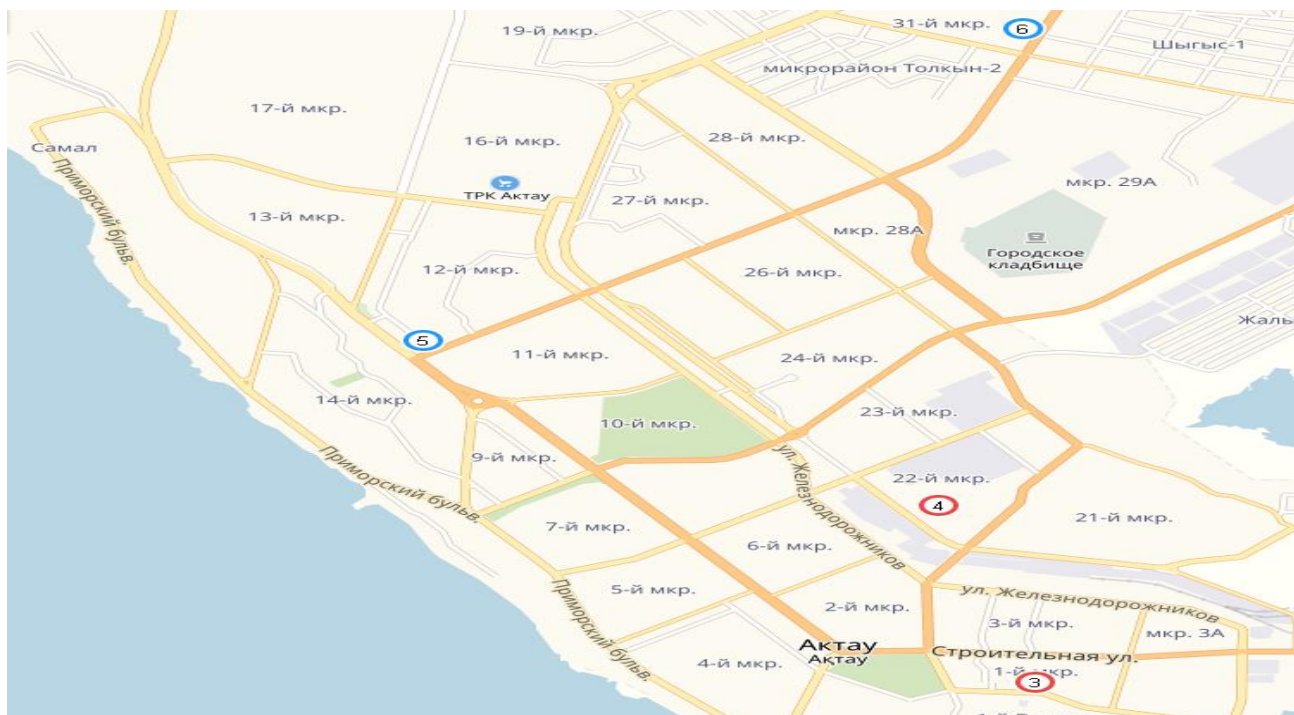 31-й мкр.
6
19-й мкр.
Шыгыс-1
микрорайон Толкын-2
17-й мкр.
28-й мкр.
16-й мкр.
Самал
мкр. 29А
ТРК Актау
27-й мкр.
Приморский бульв.
13-й мкр.
мкр. 28А
Городское
кладбище
12-й мкр.
26-й мкр.
5
11-й мкр.
24-й мкр.
14-й мкр.
23-й мкр.
10-й мкр.
9-й мкр.
ул. Железнодорожников
22-й мкр.
Приморский бульв.
4
21-й мкр.
7-й мкр.
6-й мкр.
5-й мкр.
ул. Железнодорожников
2-й мкр.
3-й мкр.
мкр. 3А
Приморский бульв.
Актау
Ақтау
Строительная ул.
4-й мкр.
1-й мкр.
3